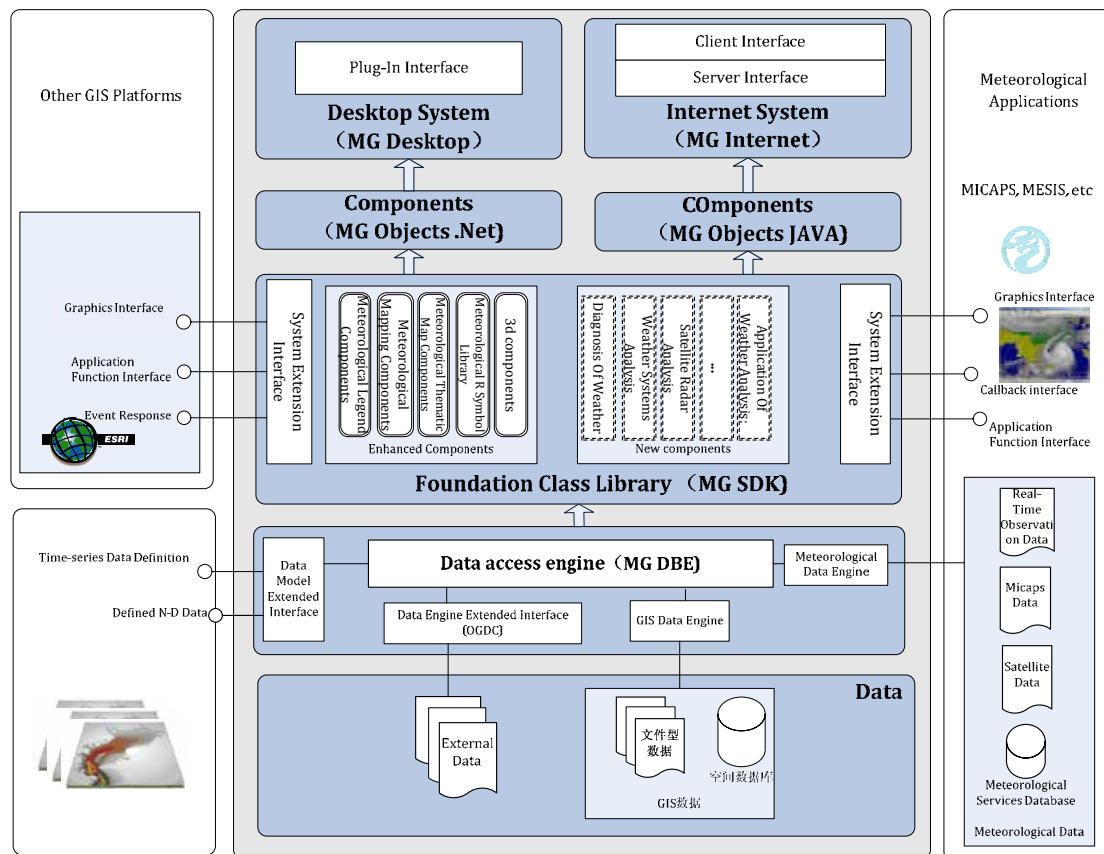 Other GIS Platforms
Graphics Interface
Application
Function Interface
Event Response
ESRI
Time-series Data Definition
Defined N-D Data
Plug-In Interface
Desktop System
(MG Desktop)
Client Interface
Server Interface
Internet System
(MG Internet)
Components
(MG Objects .Net)
COmponents
(MG Objects JAVA)
System Extension
Interface
Meteorological Legend
Components
Meteorological
Mapping Components
Meteorological Thematic
Map Components
Meteorological R Symbol
Library
3d components
Enhanced Components
Diagnosis Of Weather
Weather Systems
Analysis
Satellite Radar
Analysis
...
Application Of
Weather Analysis;
New components
System Extension
Interface
Foundation Class Library (MG SDK)
Data
Model
Extended
Interface
Data access engine (MG DBE)
Meteorological
Data Engine
Data Engine Extended Interface
(OGDC)
GIS Data Engine
Data
External
Data
文件型
数据
空间数据库
GIS数据
Meteorological
Applications
MICAPS, MESIS, etc
Graphics Interface
Callback interface
Application
Function Interface
Real-
Time
Observati
on Data
Micaps
Data
Satellite
Data
Meteorological
Services Database
Meteorological Data